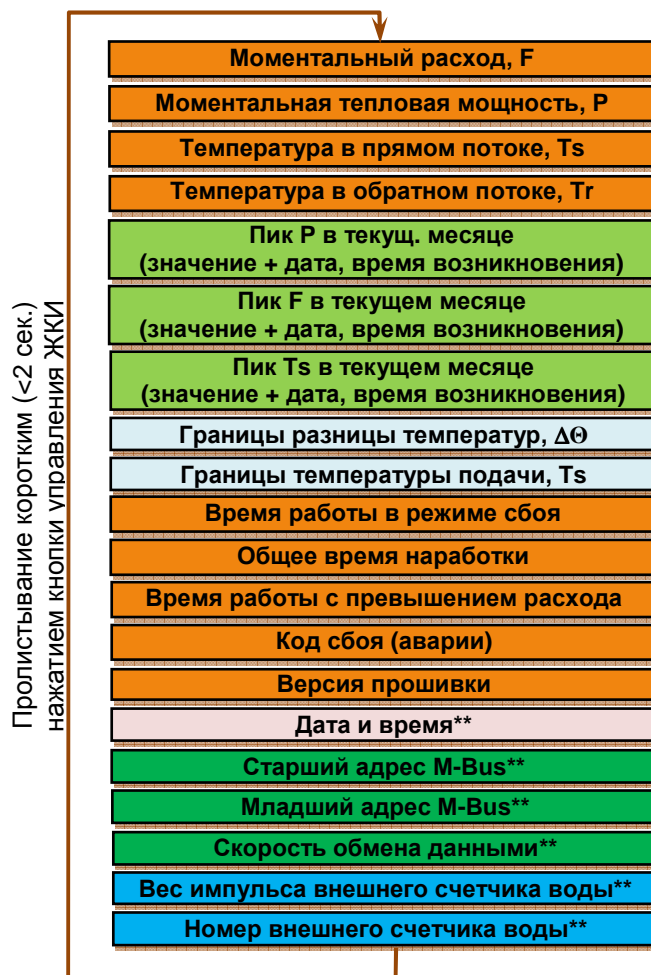 Моментальный расход, F
Моментальная тепловая мощность, P
Температура в прямом потоке, Ts
Температура в обратном потоке, Tr
Пик P в текущ. месяце
(значение + дата, время возникновения)
Пик F в текущем месяце
(значение + дата, время возникновения)
Пик Ts в текущем месяце
(значение + дата, время возникновения)
Границы разницы температур, ΔΘ
Границы температуры подачи, Ts
Время работы в режиме сбоя
Общее время наработки
Время работы с превышением расхода
Код сбоя (аварии)
Версия прошивки
Дата и время**
Старший адрес M-Bus**
Младший адрес M-Bus**
Скорость обмена данными**
Вес импульса внешнего счетчика воды**
Номер внешнего счетчика воды**
Пролистывание коротким (<2 сек.)
нажатием кнопки управления ЖКИ